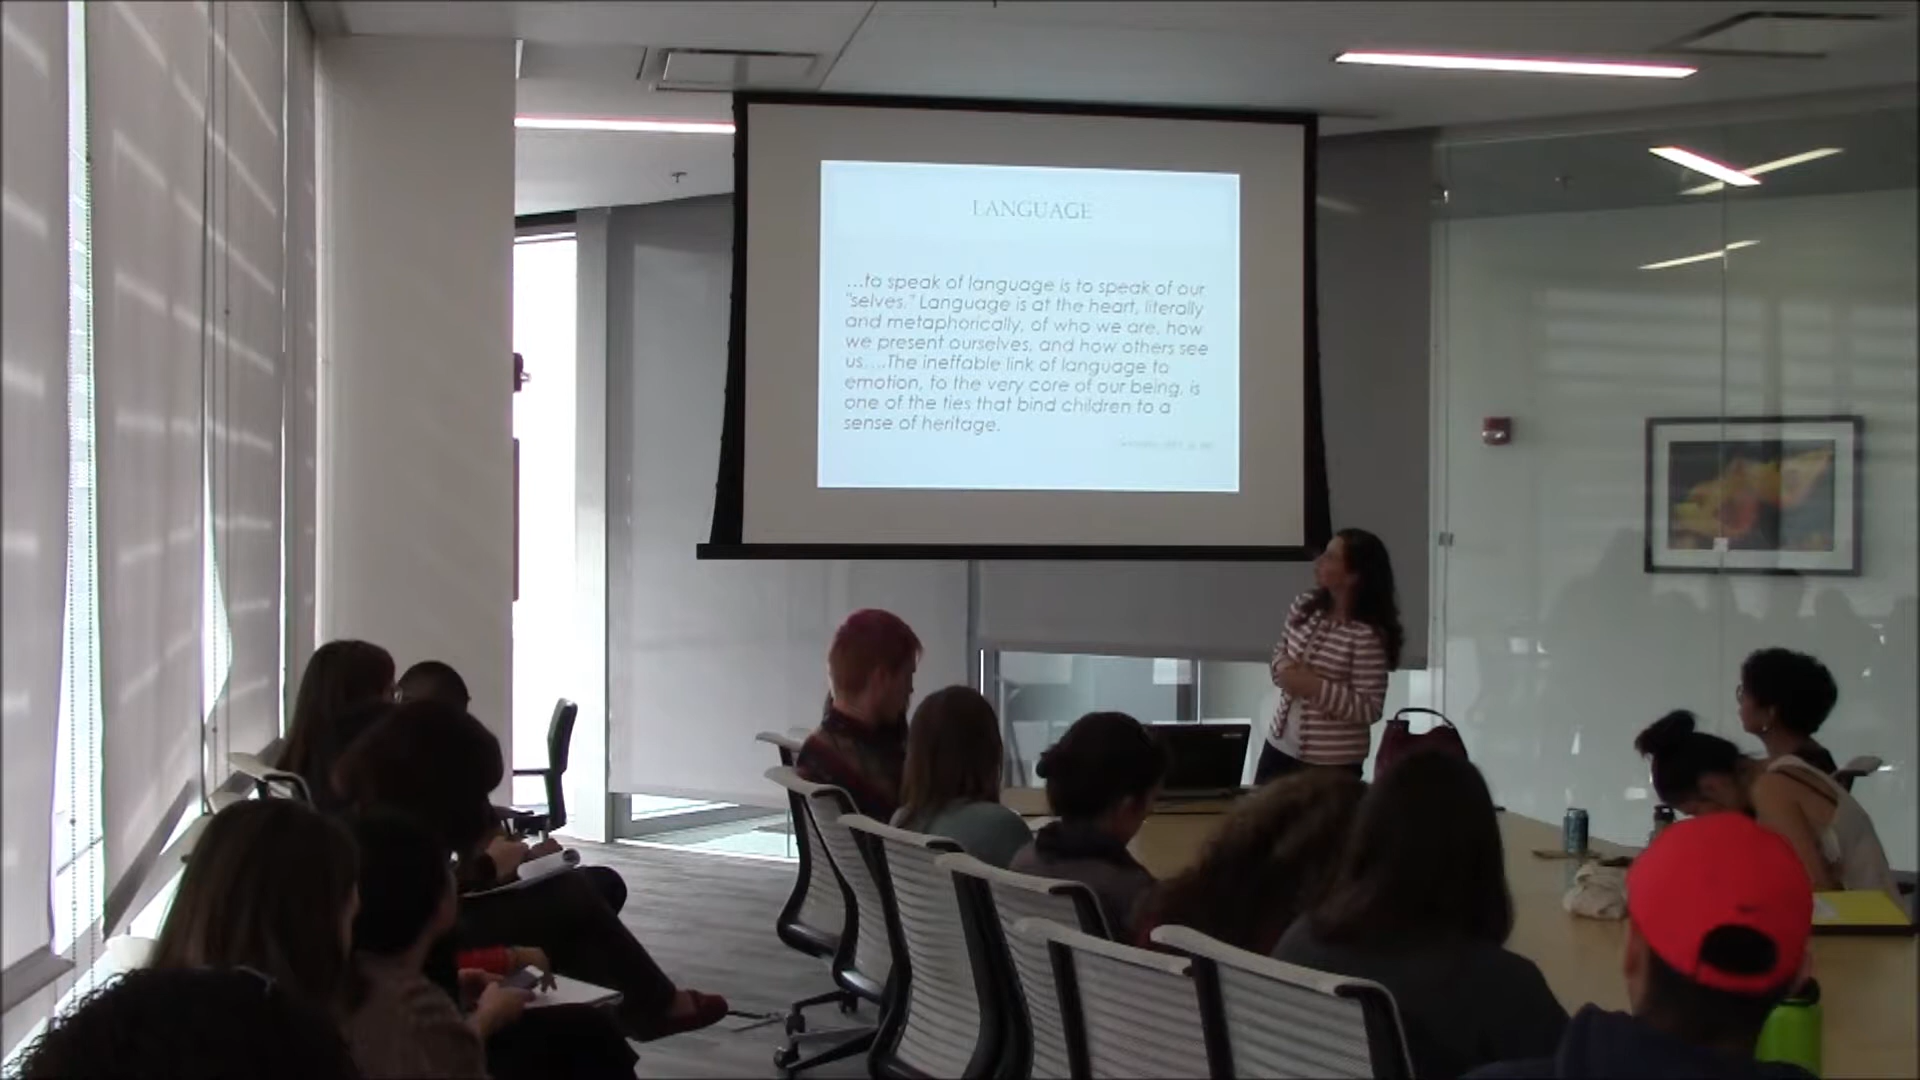 LANGUAGE
...to speak of language is to speak of our
"selves." Language is at the heart, literally
and metaphorically, of who we are, how
we present ourselves, and how others see
us....The ineffable link of language to
emotion, to the very core of our being, is
one of the ties that bind children to a
sense of heritage.